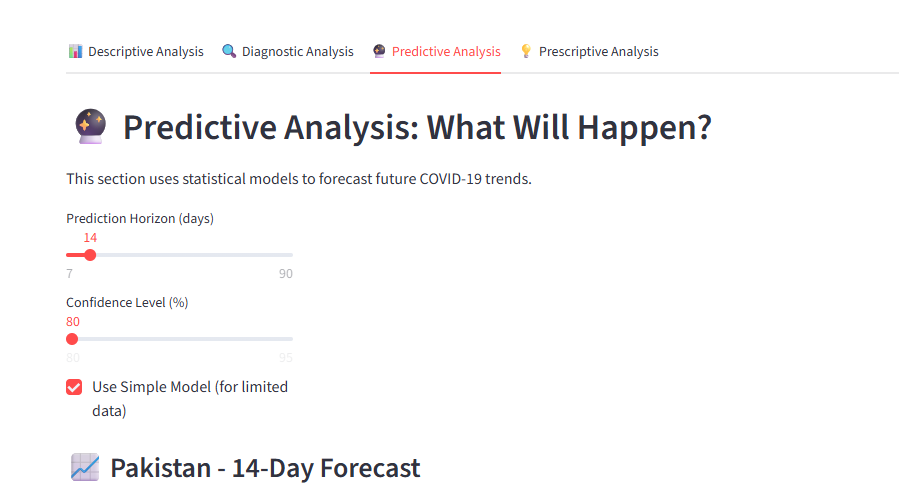 Descriptive Analysis Diagnostic Analysis Predictive Analysis Prescriptive Analysis
Predictive Analysis: What Will Happen?
This section uses statistical models to forecast future COVID-19 trends.
Prediction Horizon (days)
14
7 90
Confidence Level (%)
80
80 95
Use Simple Model (for limited
data)
Pakistan - 14-Day Forecast